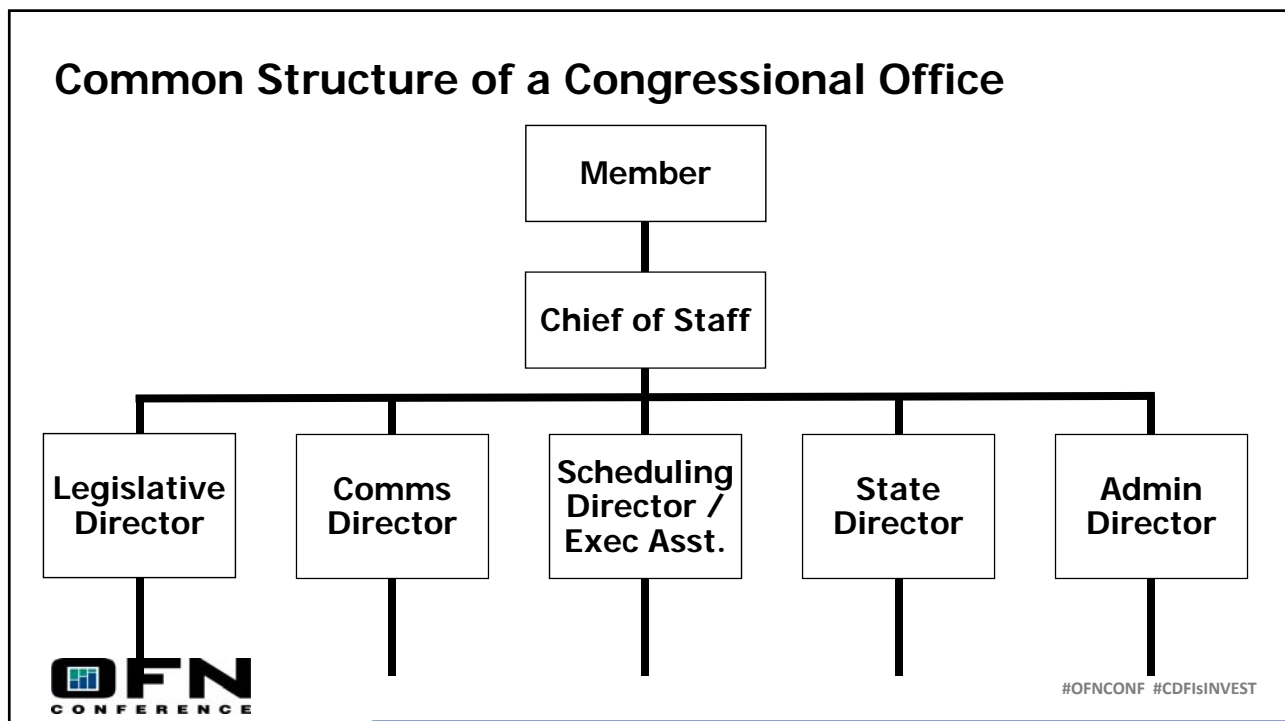 Common Structure of a Congressional Office
Member
Chief of Staff
Legislative
Director
Comms
Director
Scheduling
Director /
Exec Asst.
State
Director
Admin
Director
OFN
CONFERENCE
#OFNCONF #CDFIsINVEST